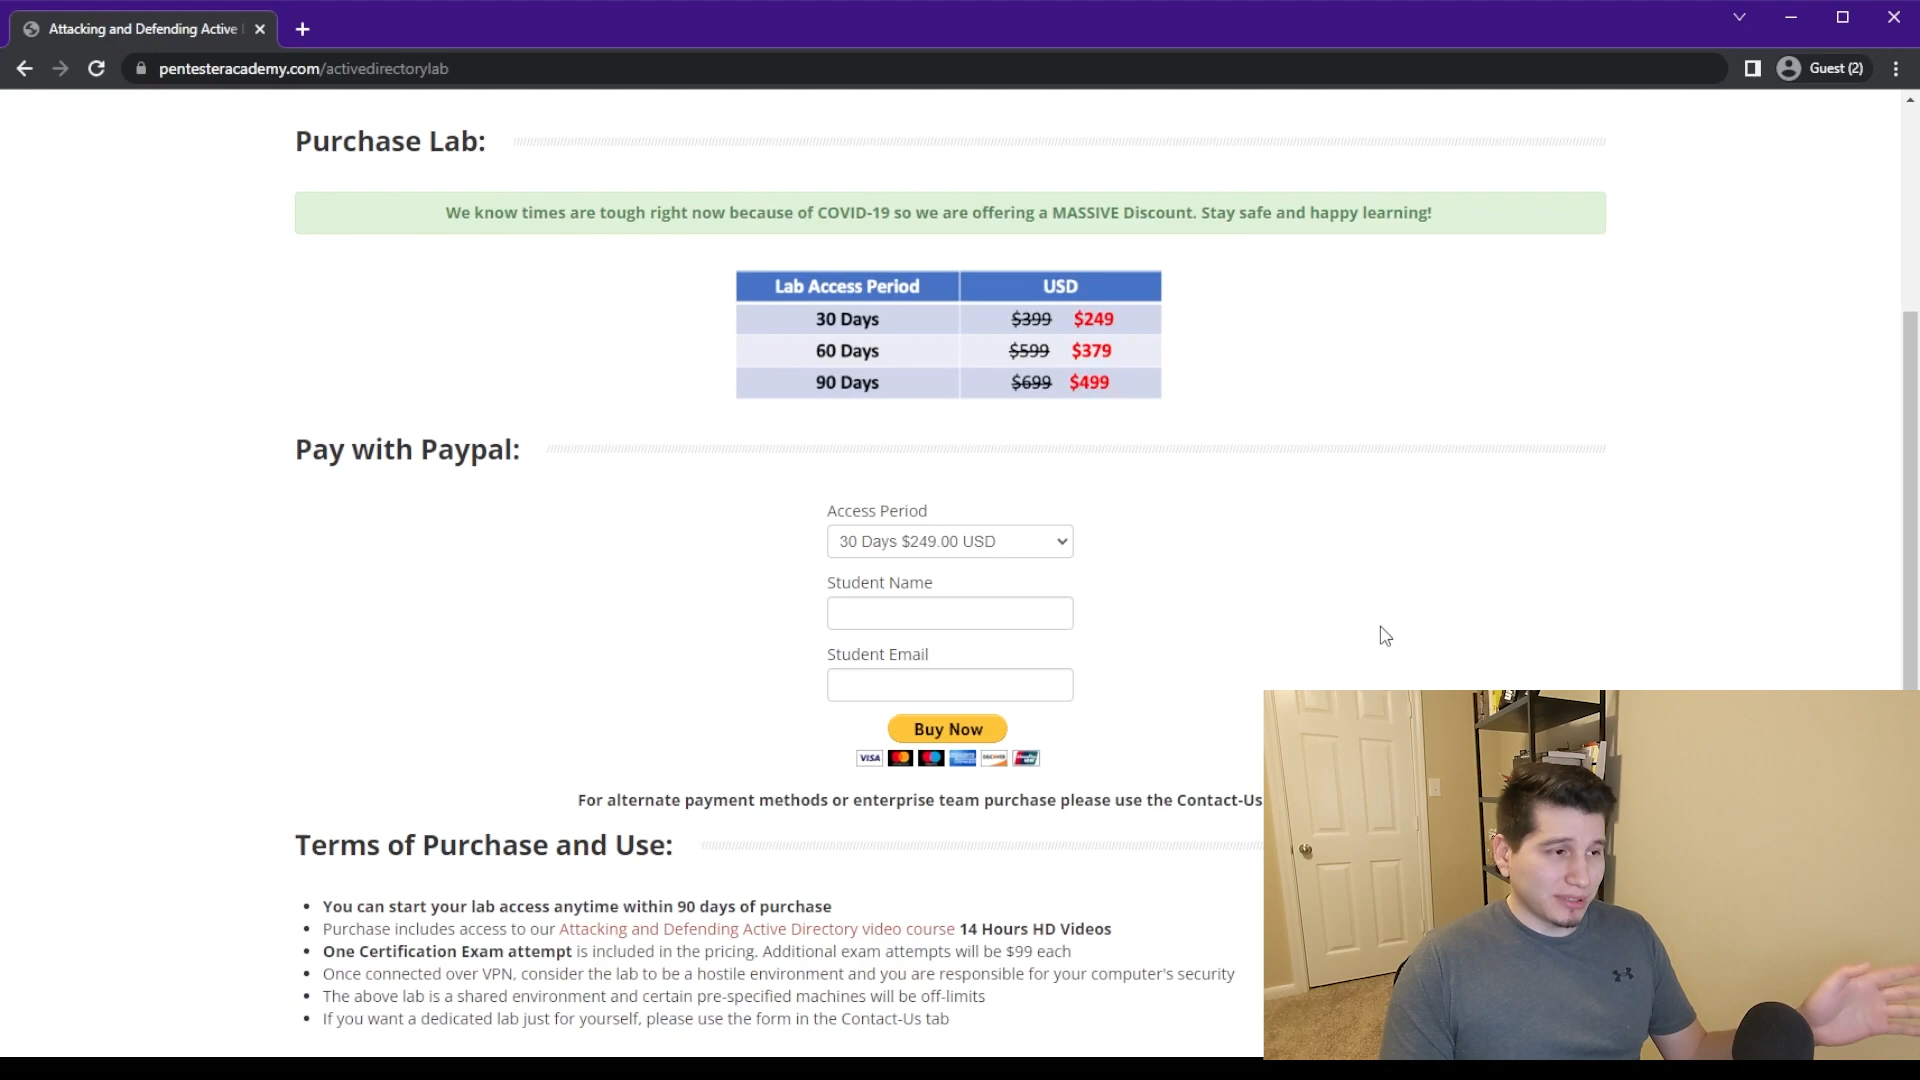 Attacking and Defending Active
pentesteracademy.com/activedirectorylab
Guest (2)
Purchase Lab:
We know times are tough right now because of COVID-19 so we are offering a MASSIVE Discount. Stay safe and happy learning!
Lab Access Period USD
30 Days $399 $249
60 Days $599 $379
90 Days $699 $499
Pay with Paypal:
Access Period
30 Days $249.00 USD
Student Name
Student Email
Buy Now
VISA DISCOVER
For alternate payment methods or enterprise team purchase please use the Contact-Us
Terms of Purchase and Use:
• You can start your lab access anytime within 90 days of purchase
• Purchase includes access to our Attacking and Defending Active Directory video course 14 Hours HD Videos
• One Certification Exam attempt is included in the pricing. Additional exam attempts will be $99 each
• Once connected over VPN, consider the lab to be a hostile environment and you are responsible for your computer's security
• The above lab is a shared environment and certain pre-specified machines will be off-limits
• If you want a dedicated lab just for yourself, please use the form in the Contact-Us tab